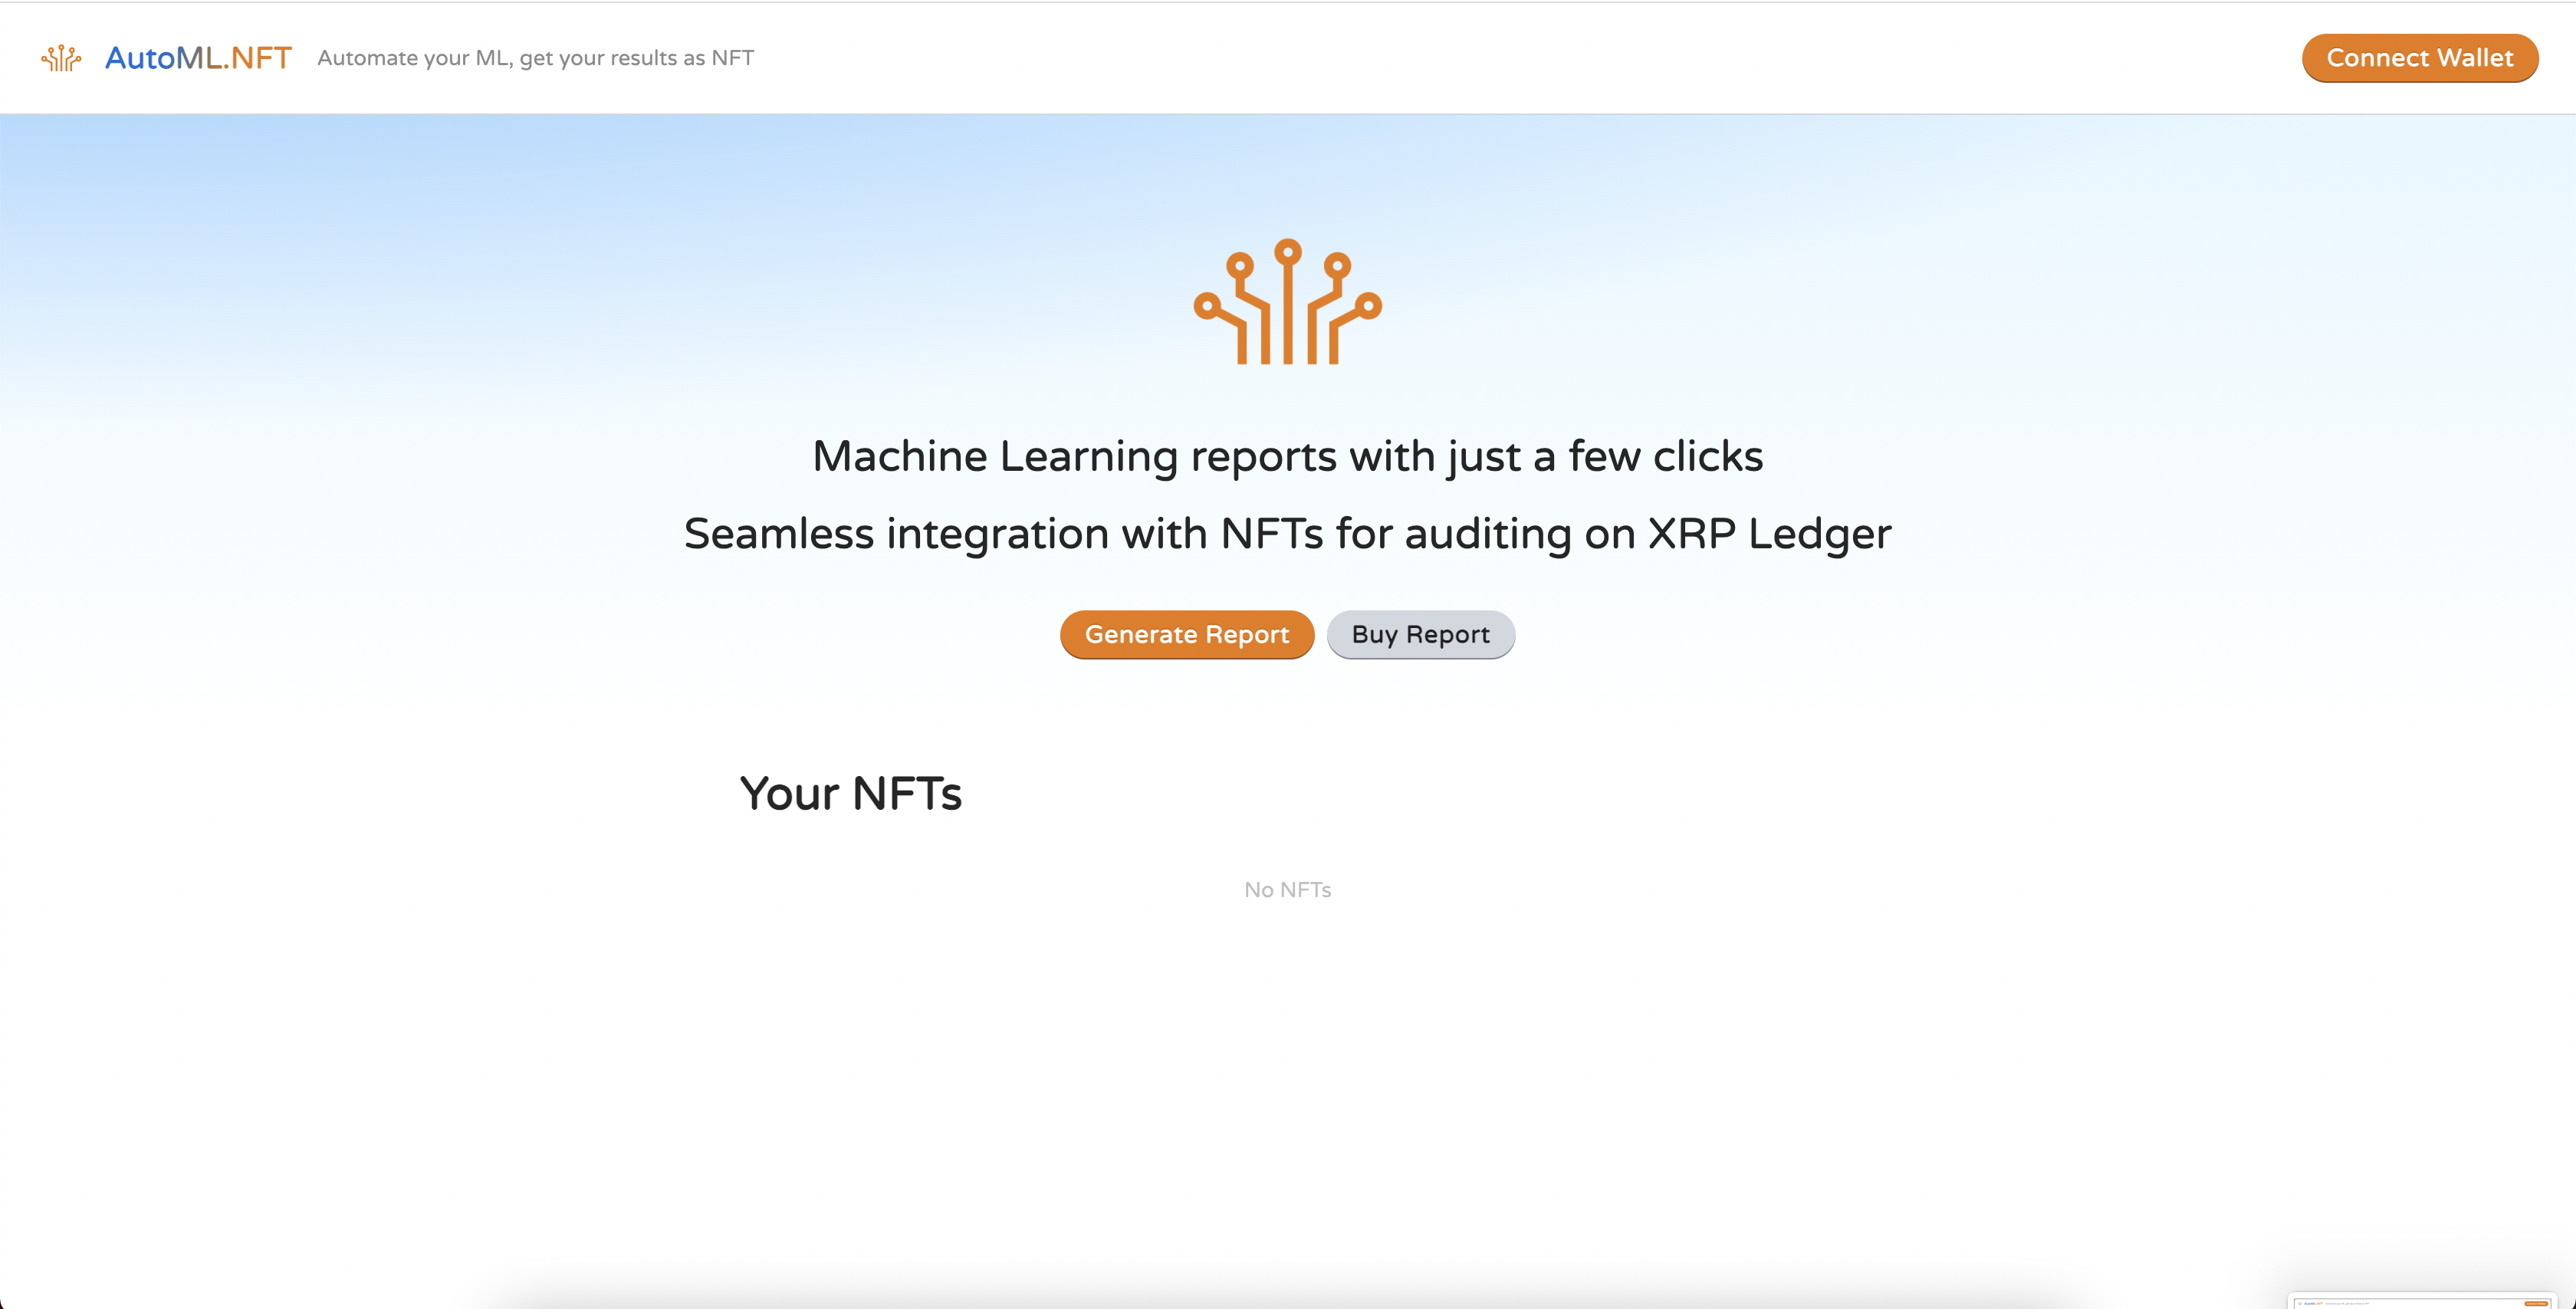 AutoML.NFT Automate your ML, get your results as NFT Connect Wallet
Machine Learning reports with just a few clicks
Seamless integration with NFTs for auditing on XRP Ledger
Generate Report Buy Report
Your NFTs
No NFTs